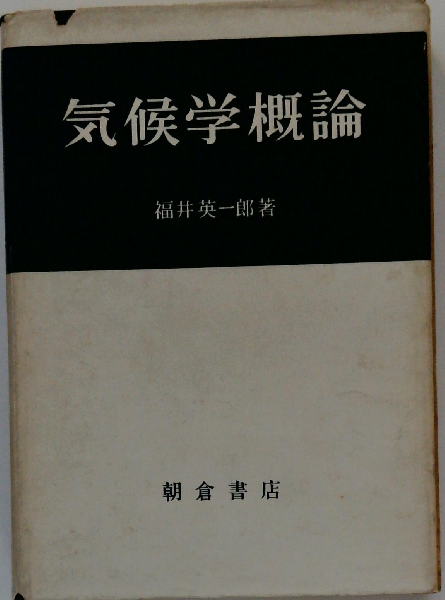 気候学概論
福井英一郎著
朝倉書店